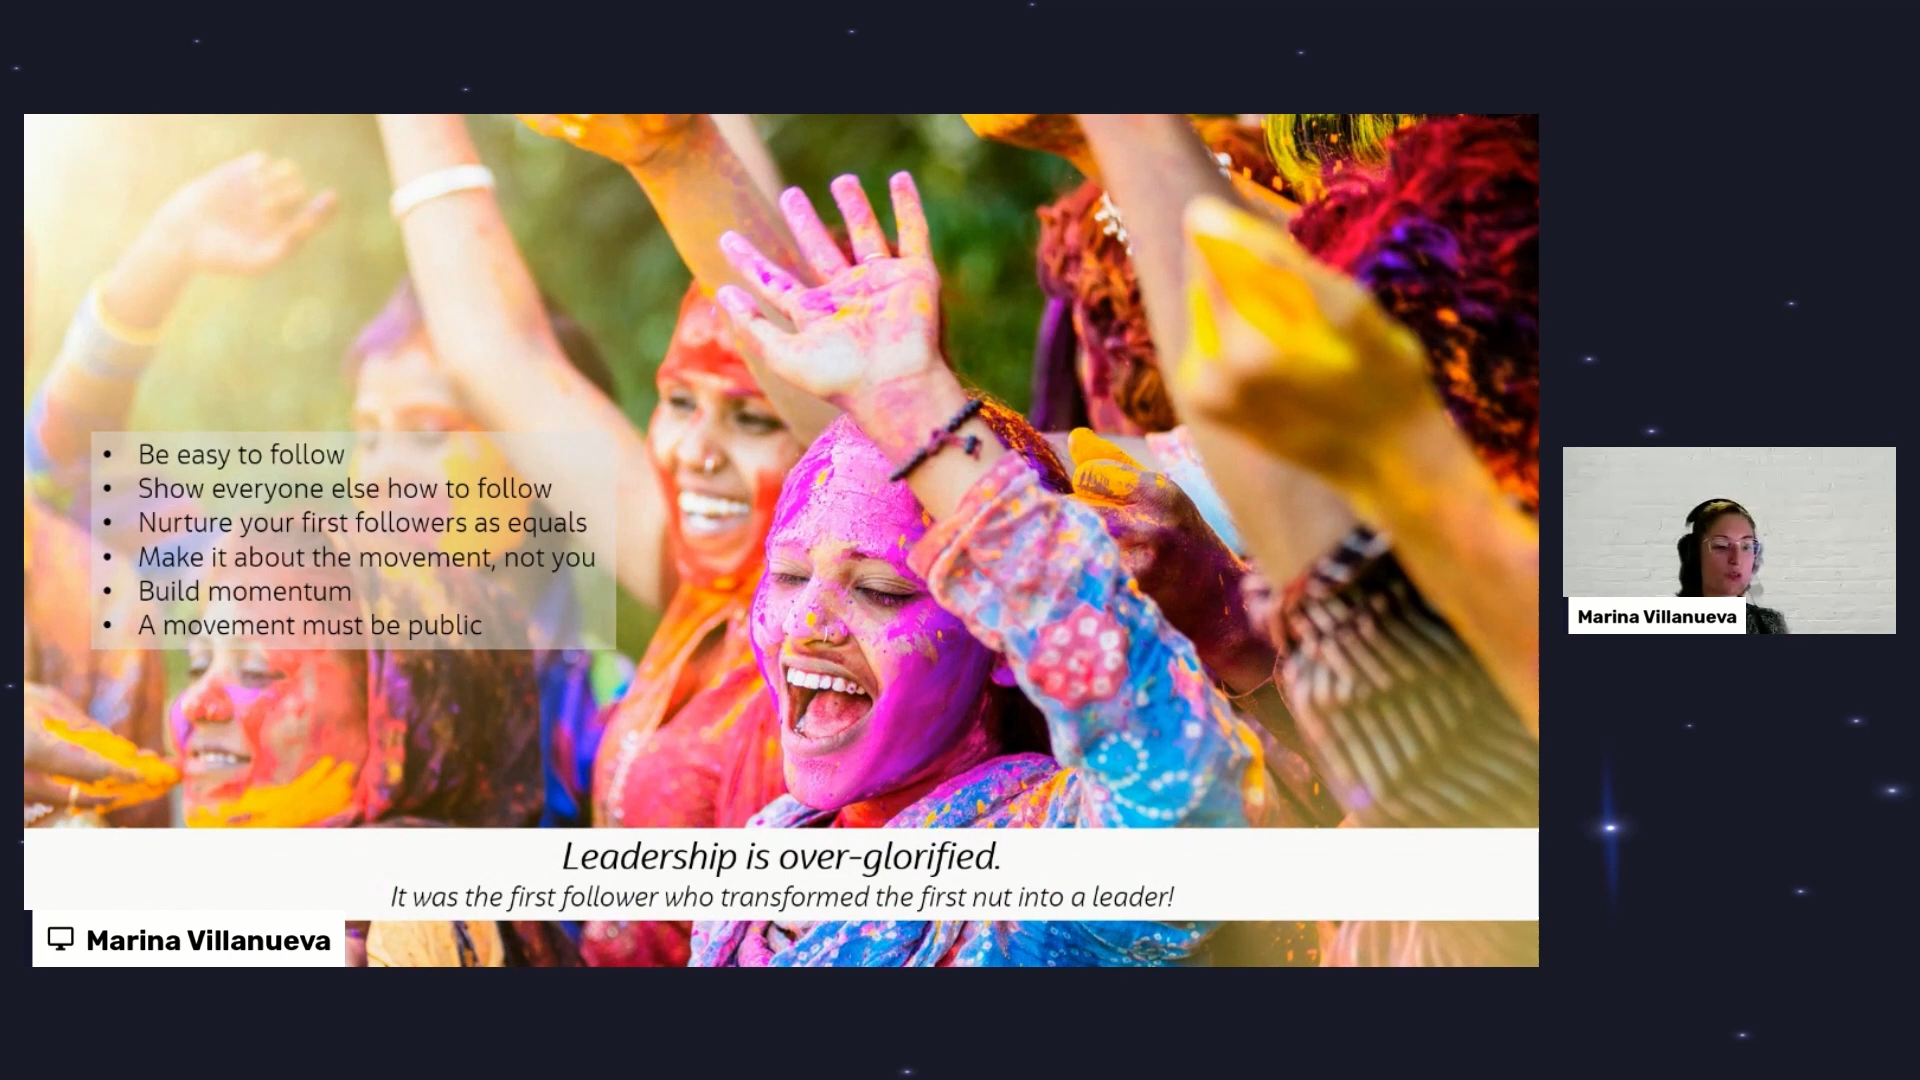 • Be easy to follow
• Show everyone else how to follow
• Nurture your first followers as equals
• Make it about the movement, not you
• Build momentum
• A movement must be public
Leadership is over-glorified.
It was the first follower who transformed the first nut into a leader!
Marina Villanueva
Marina Villanueva